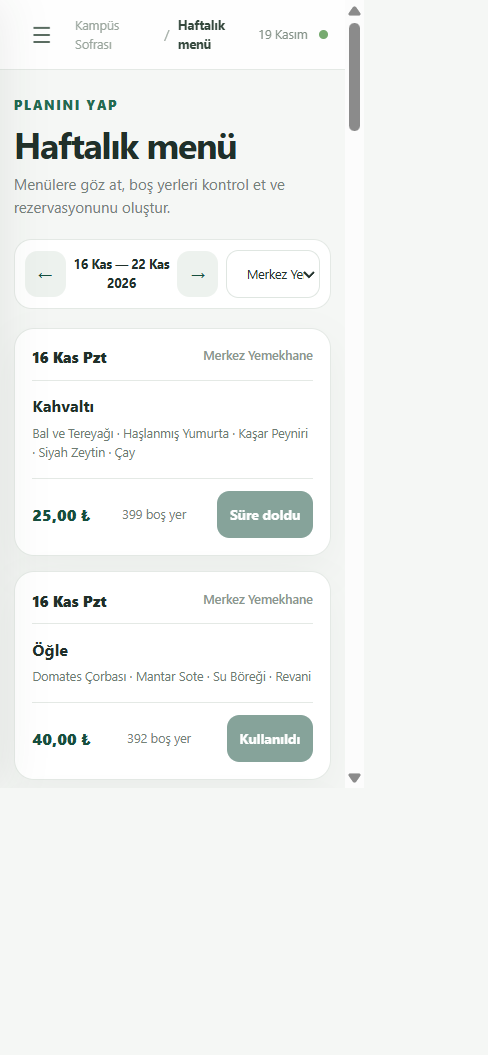 Kampüs Sofrası / Haftalık menü 19 Kasım
PLANINI YAP
Haftalık menü
Menülere göz at, boş yerleri kontrol et ve
rezervasyonunu oluştur.
← 16 Kas — 22 Kas 2026 → Merkez Ye
16 Kas Pzt Merkez Yemekhane
Kahvaltı
Bal ve Tereyağı · Haşlanmış Yumurta · Kaşar Peyniri
· Siyah Zeytin · Çay
25,00 ₺ 399 boş yer Süre doldu
16 Kas Pzt Merkez Yemekhane
Öğle
Domates Çorbası · Mantar Sote · Su Böreği · Revani
40,00 ₺ 392 boş yer Kullanıldı